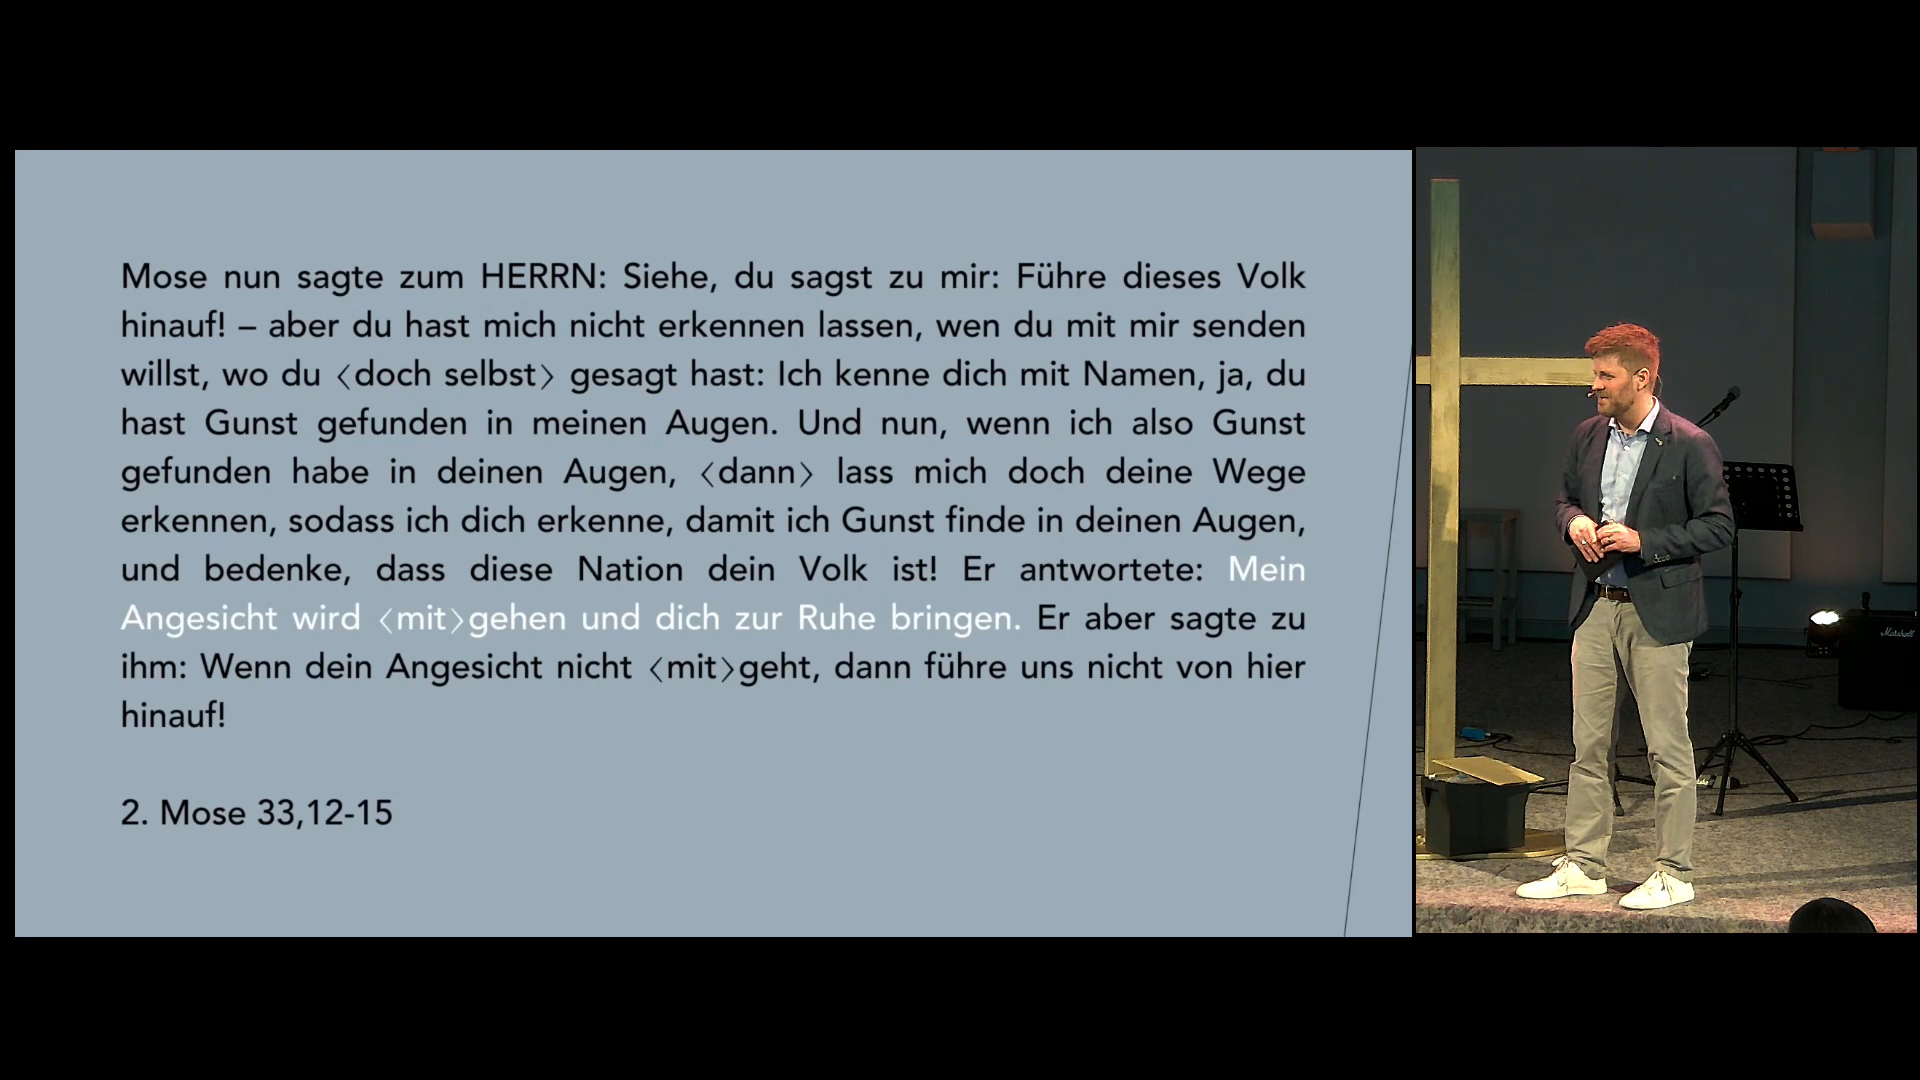 Mose nun sagte zum HERRN: Siehe, du sagst zu mir: Führe dieses Volk
hinauf! – aber du hast mich nicht erkennen lassen, wen du mit mir senden
willst, wo du 〈doch selbst〉 gesagt hast: Ich kenne dich mit Namen, ja, du
hast Gunst gefunden in meinen Augen. Und nun, wenn ich also Gunst
gefunden habe in deinen Augen, 〈dann〉 lass mich doch deine Wege
erkennen, sodass ich dich erkenne, damit ich Gunst finde in deinen Augen,
und bedenke, dass diese Nation dein Volk ist! Er antwortete: Mein
Angesicht wird 〈mit〉gehen und dich zur Ruhe bringen. Er aber sagte zu
ihm: Wenn dein Angesicht nicht 〈mit〉geht, dann führe uns nicht von hier
hinauf!
2. Mose 33,12-15
Marshall